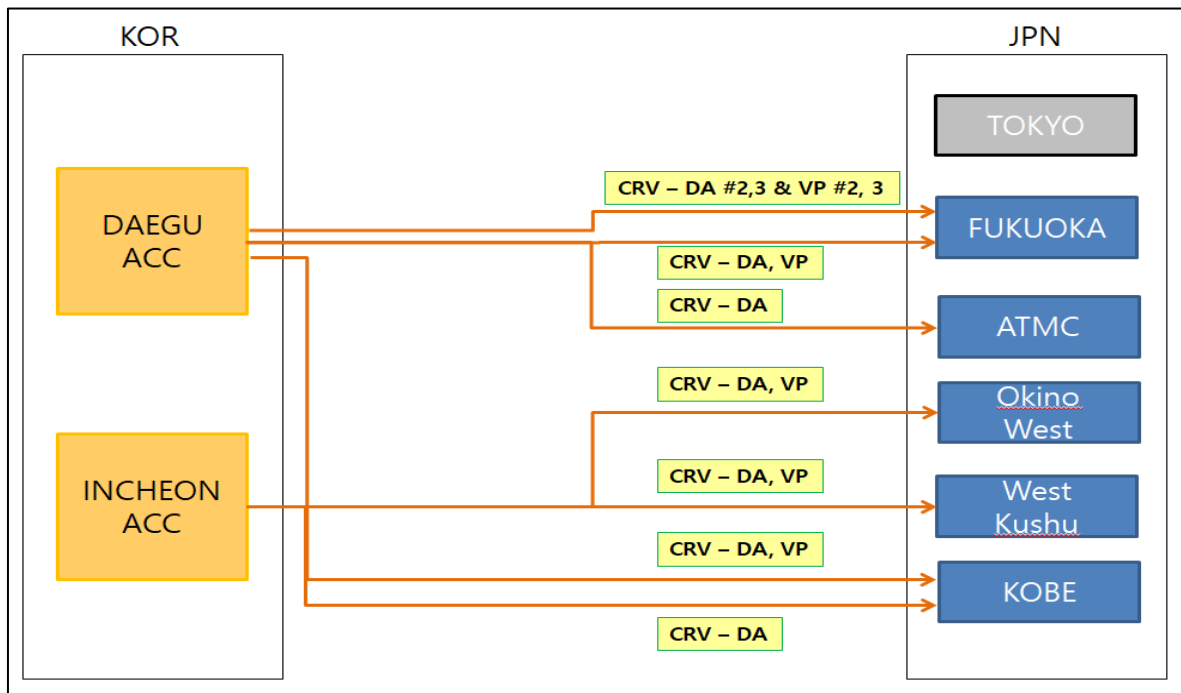 KOR
JPN
TOKYO
CRV – DA #2,3 & VP #2, 3
DAEGU
ACC
FUKUOKA
CRV – DA, VP
CRV – DA
ATMC
CRV – DA, VP
Okino
West
INCHEON
ACC
CRV – DA, VP
West
Kushu
CRV – DA, VP
KOBE
CRV – DA